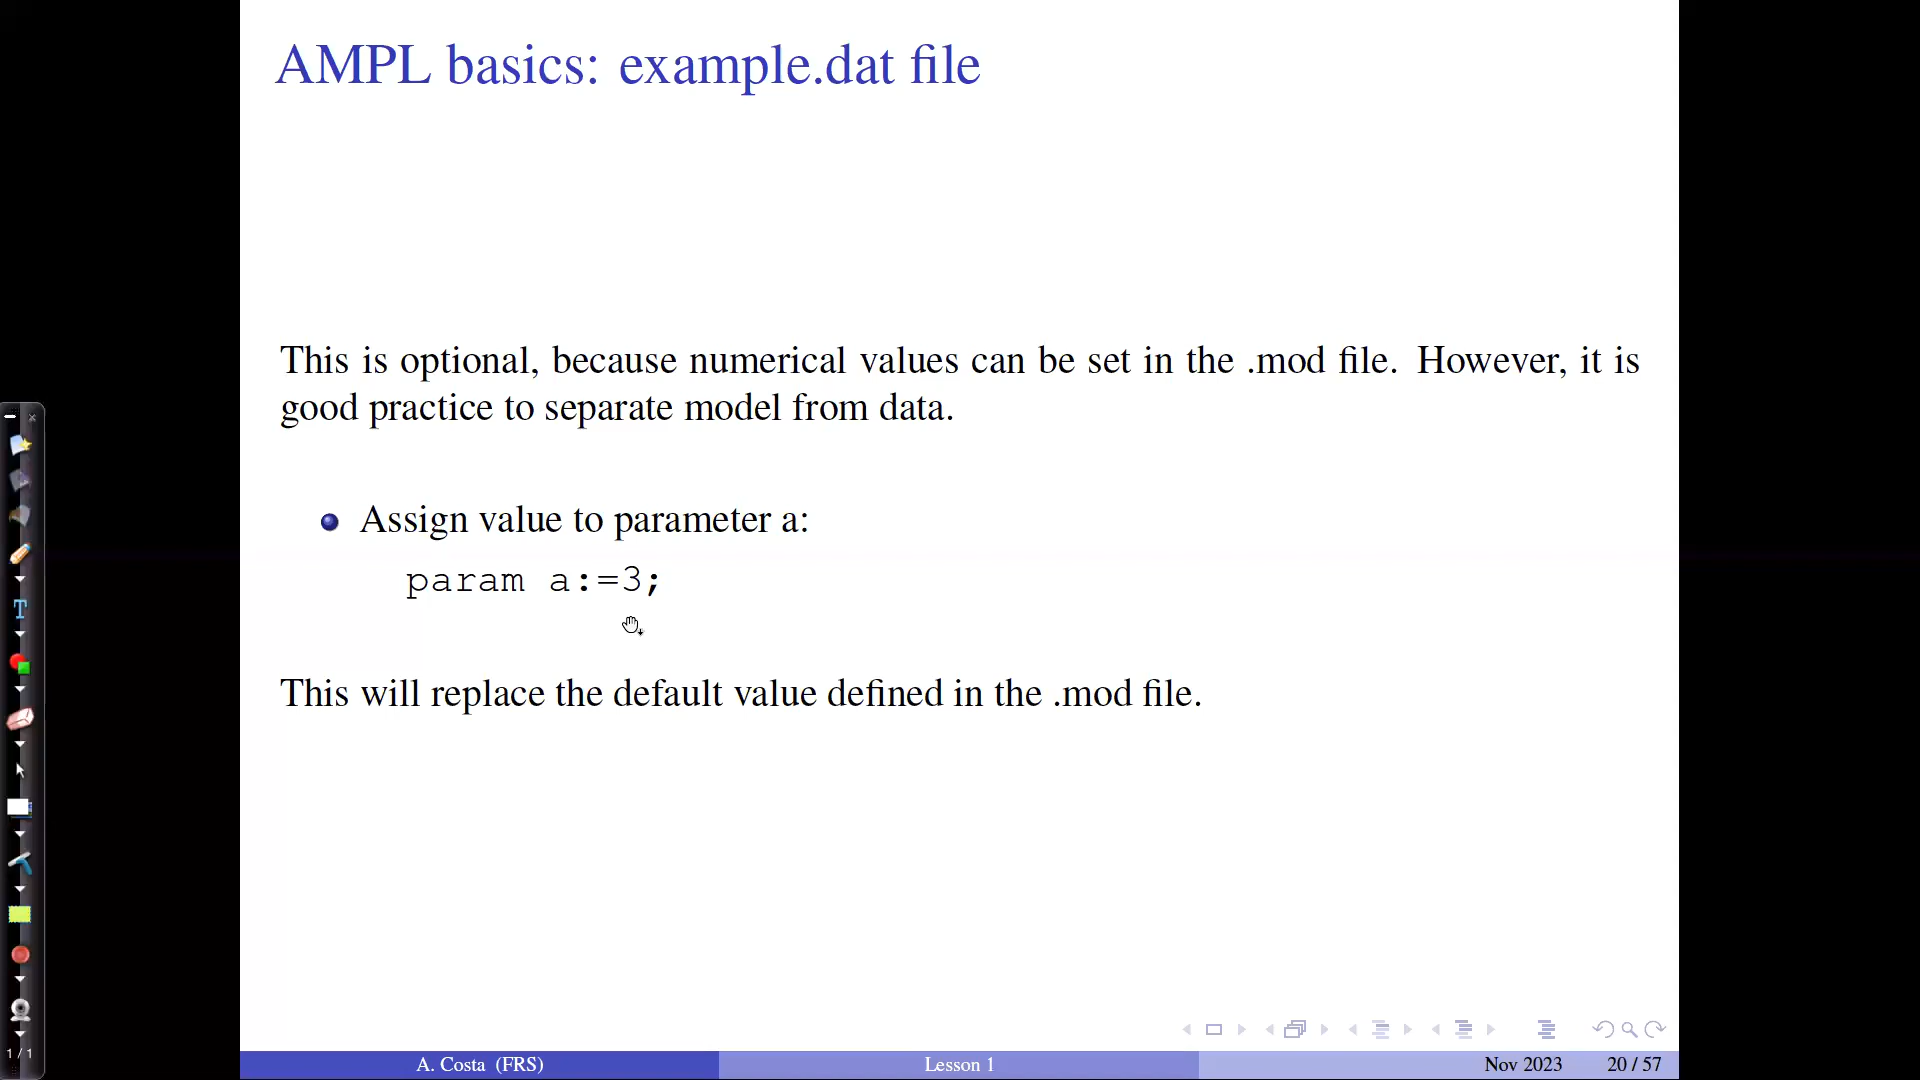 AMPL basics: example.dat file
This is optional, because numerical values can be set in the .mod file. However, it is
good practice to separate model from data.
Assign value to parameter a:
param a:=3;
This will replace the default value defined in the .mod file.
T
1 / 1
A. Costa (FRS)
Lesson 1
Nov 2023
20 / 57